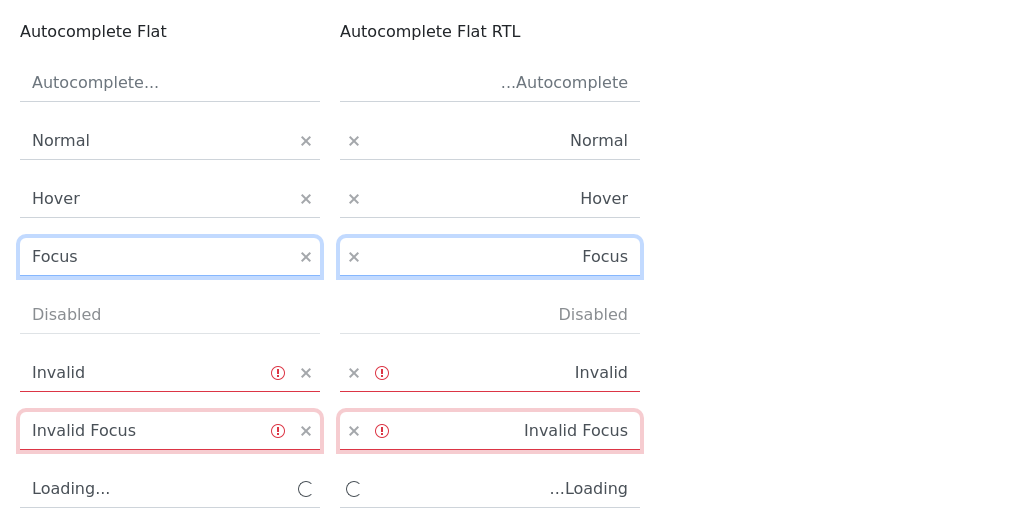 Autocomplete Flat
Autocomplete...
Normal
Hover
Focus
Disabled
Invalid
Invalid Focus
Loading...
Autocomplete Flat RTL
...Autocomplete
Normal
Hover
Focus
Disabled
Invalid
Invalid Focus
...Loading